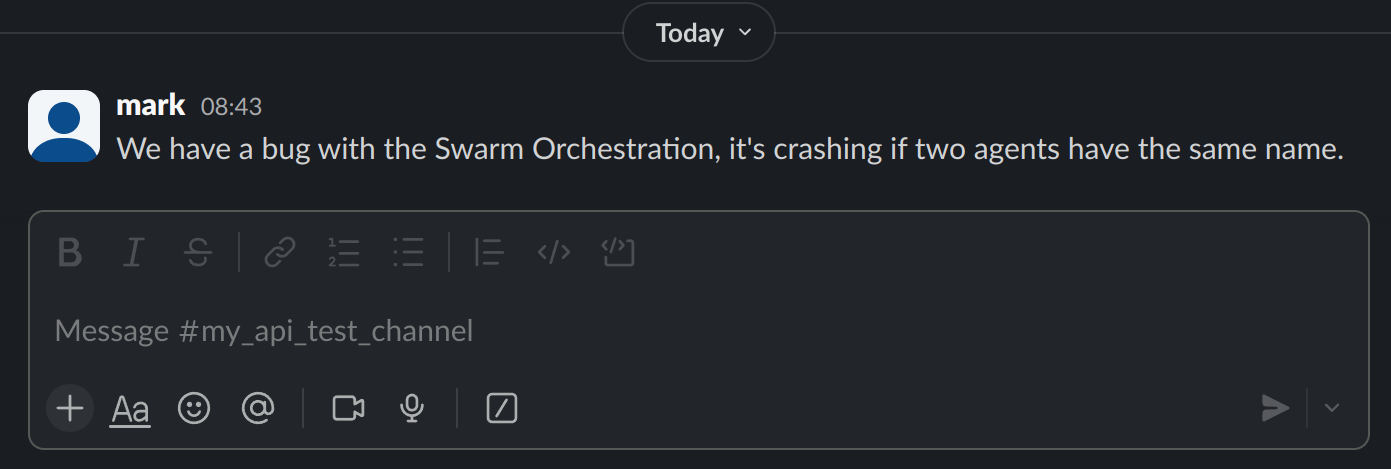 Today
mark 08:43
We have a bug with the Swarm Orchestration, it's crashing if two agents have the same name.
Message #my_api_test_channel
Aa